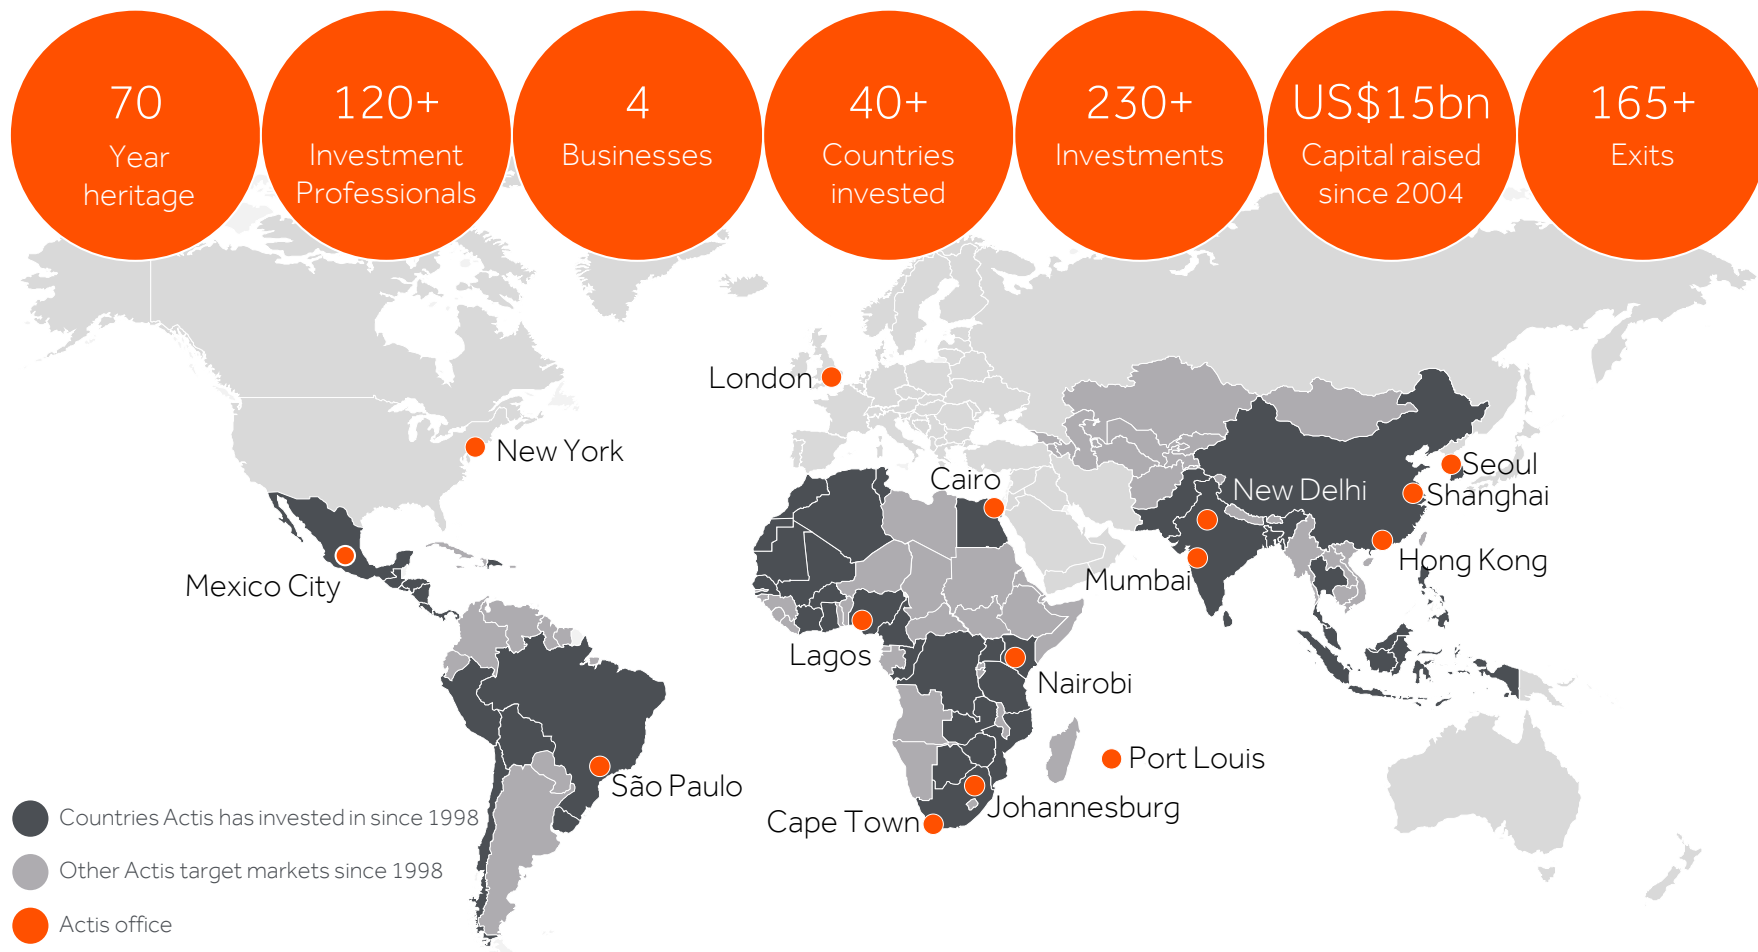 70
Year
heritage
120+
Investment
Professionals
4
Businesses
40+
Countries
invested
230+
Investments
US$15bn
Capital raised
since 2004
165+
Exits
London
New York
Cairo
Seoul
New Delhi
Shanghai
Mexico City
Mumbai
Hong Kong
Lagos
Nairobi
Port Louis
São Paulo
Johannesburg
Cape Town
Countries Actis has invested in since 1998
Other Actis target markets since 1998
Actis office